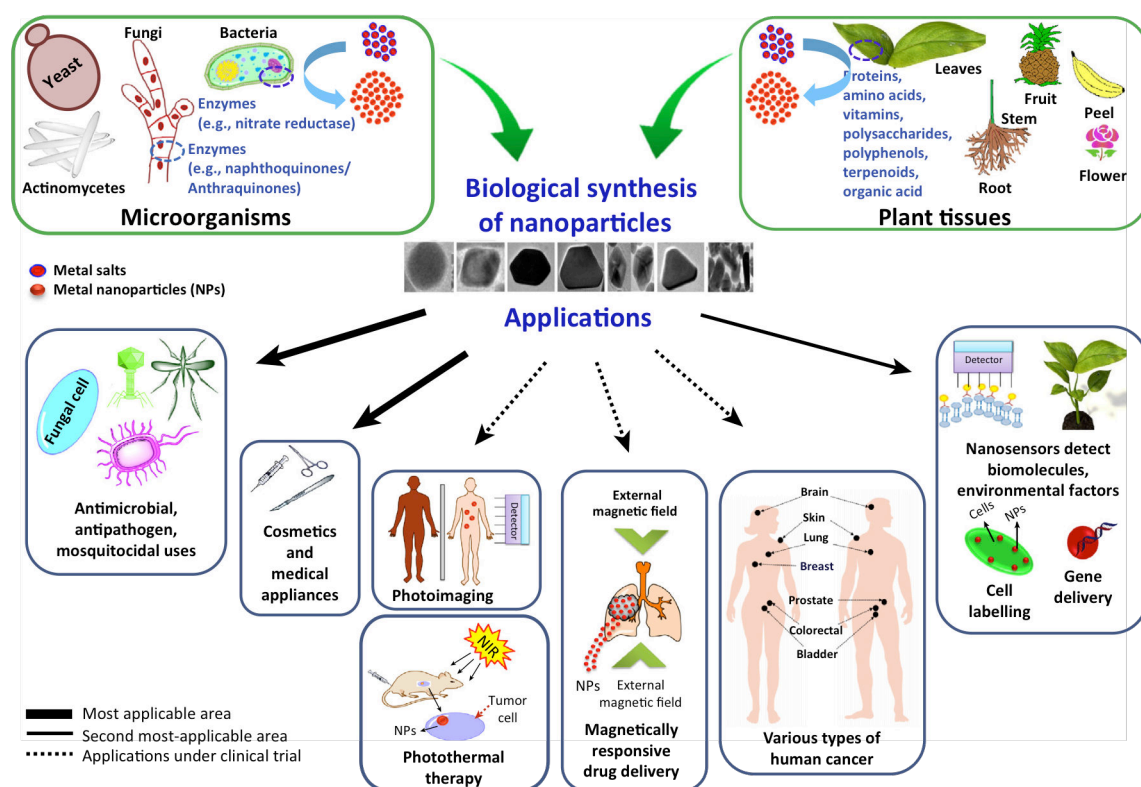 Yeast
Fungi
Bacteria
Enzymes
(e.g., nitrate reductase)
Enzymes
(e.g., naphthoquinones/
Anthraquinones)
Actinomycetes
Microorganisms
Leaves
Proteins,
amino acids,
vitamins,
polysaccharides,
polyphenols,
terpenoids,
organic acid
Fruit
Stem
Peel
Root
Flower
Plant tissues
Biological synthesis
of nanoparticles
Metal salts
Metal nanoparticles (NPs)
Applications
Fungal cell
Antimicrobial,
antipathogen,
mosquitocidal uses
Cosmetics and
medical
appliances
Detector
Photoimaging
NIR
Tumor
cell
NPs
Photothermal
therapy
External
magnetic field
NPs
External
magnetic field
Magnetically
responsive
drug delivery
Brain
Skin
Lung
Breast
Prostate
Colorectal
Bladder
Various types of
human cancer
Detector
Nanosensors detect
biomolecules,
environmental factors
Cells
NPs
Cell
labelling
Gene
delivery
Most applicable area
Second most-applicable area
Applications under clinical trial